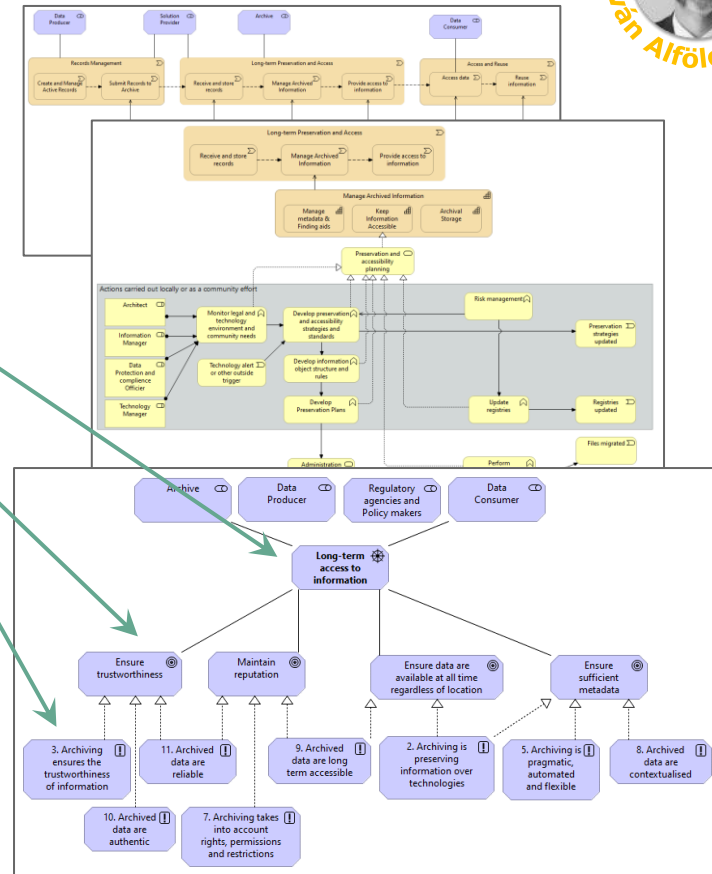 Data
Producer
Solution
Provider
Archive
Data
Consumer
ván Alföl
Records Management
Long-term Preservation and Access
Access and Reuse
Create and Manage
Active Records
Submit Records to
Archive
Receive and store
records
Manage Archived
Information
Provide access to
information
Access data
Reuse
information
Long-term Preservation and Access
Receive and store
records
Manage Archived
Information
Provide access to
information
Manage Archived Information
Manage
metadata &
Finding aids
Keep
Information
Accessible
Archival
Storage
Preservation and
accessibility
planning
Actions carried out locally or as a community effort
Architect
Information
Manager
Data
Protection and
complience
Officier
Technology
Manager
Monitor legal and
technology
environment and
community needs
Technology alert
or other outside
trigger
Develop preservation
and accessibility
strategies and
standards
Develop information
object structure and
rules
Develop
Preservation Plans
Risk management
Update
registries
Preservation
strategies
updated
Registries
updated
Files migrated
Administration
Perform
Archive
Data
Producer
Regulatory
agencies and
Policy makers
Data
Consumer
Long-term
access to
information
Ensure
trustworthiness
Maintain
reputation
Ensure data are
available at all time
regardless of location
Ensure
sufficient
metadata
3. Archiving
ensures the
trustworthiness
of information
11. Archived
data are
reliable
9. Archived
data are long
term accessible
2. Archiving is
preserving
information over
technologies
5. Archiving is
pragmatic,
automated
and flexible
8. Archived
data are
contextualised
10. Archived
data are
authentic
7. Archiving takes
into account
rights, permissions
and restrictions